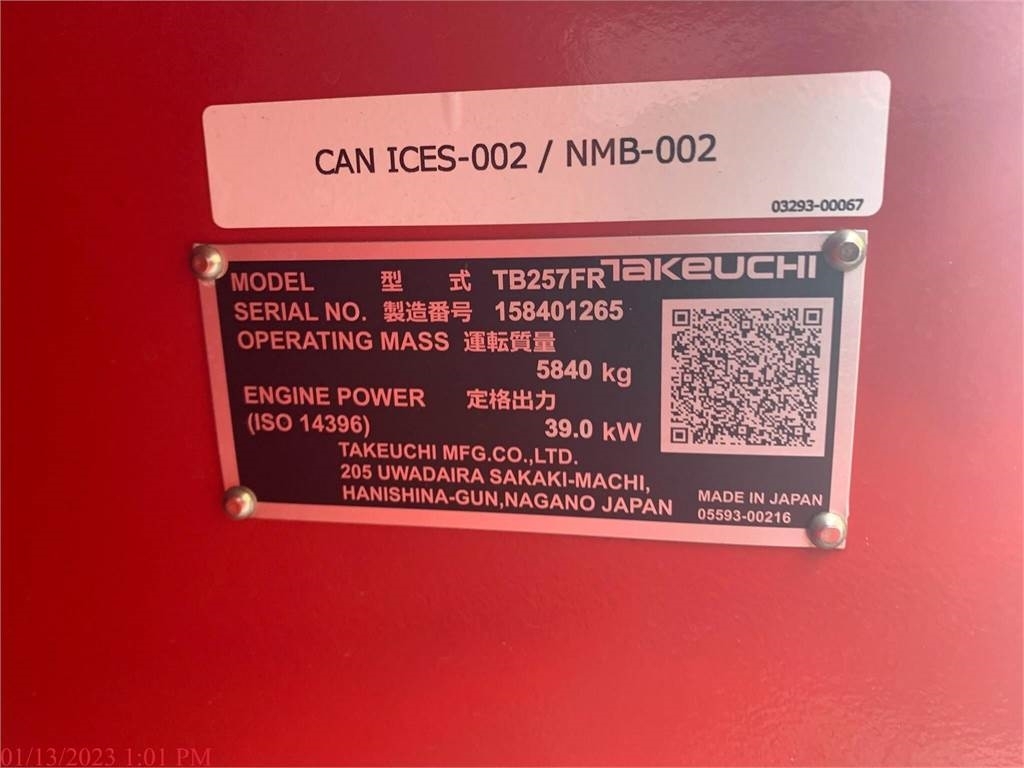 CAN ICES-002 / NMB-002
03293-00067
MODEL 型 式 TB257FR TAKEUCHI
SERIAL NO. 製造番号 158401265
OPERATING MASS 運転質量
5840 kg
ENGINE POWER 定格出力
(ISO 14396) 39.0 kW
TAKEUCHI MFG.CO.,LTD.
205 UWADAIRA SAKAKI-MACHI,
HANISHINA-GUN,NAGANO JAPAN
MADE IN JAPAN
05593-00216
01/13/2023 1:01 PM